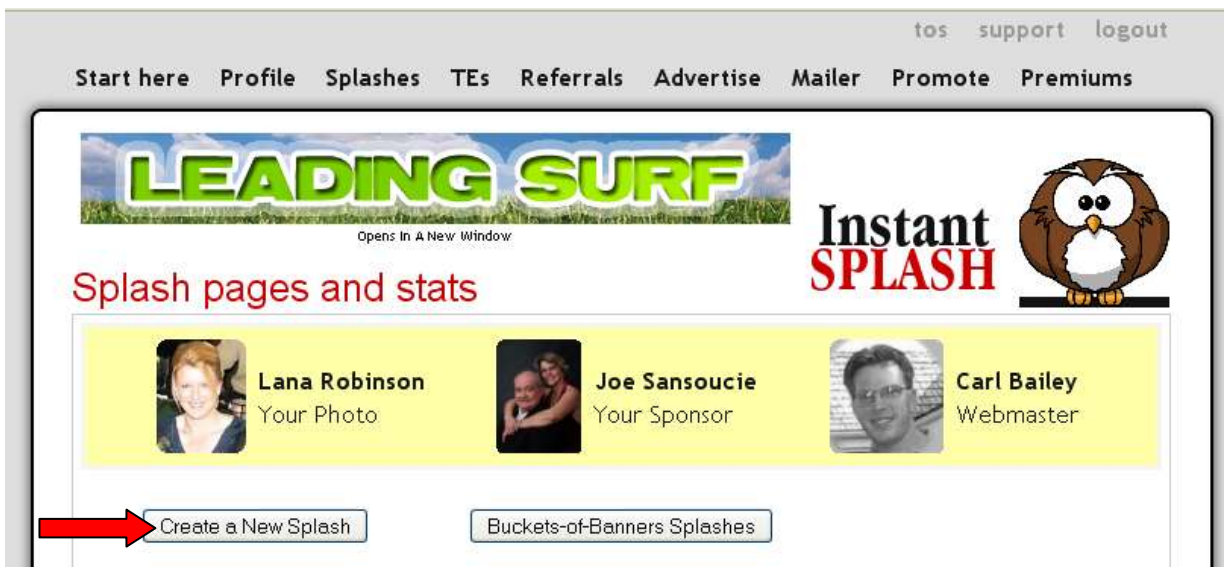 tos support logout
Start here Profile Splashes TEs Referrals Advertise Mailer Promote Premiums
LEADING SURF
Opens In A New Window
Instant
SPLASH
Splash pages and stats
Lana Robinson
Your Photo
Joe Sansoucie
Your Sponsor
Carl Bailey
Webmaster
Create a New Splash
Buckets-of-Banners Splashes